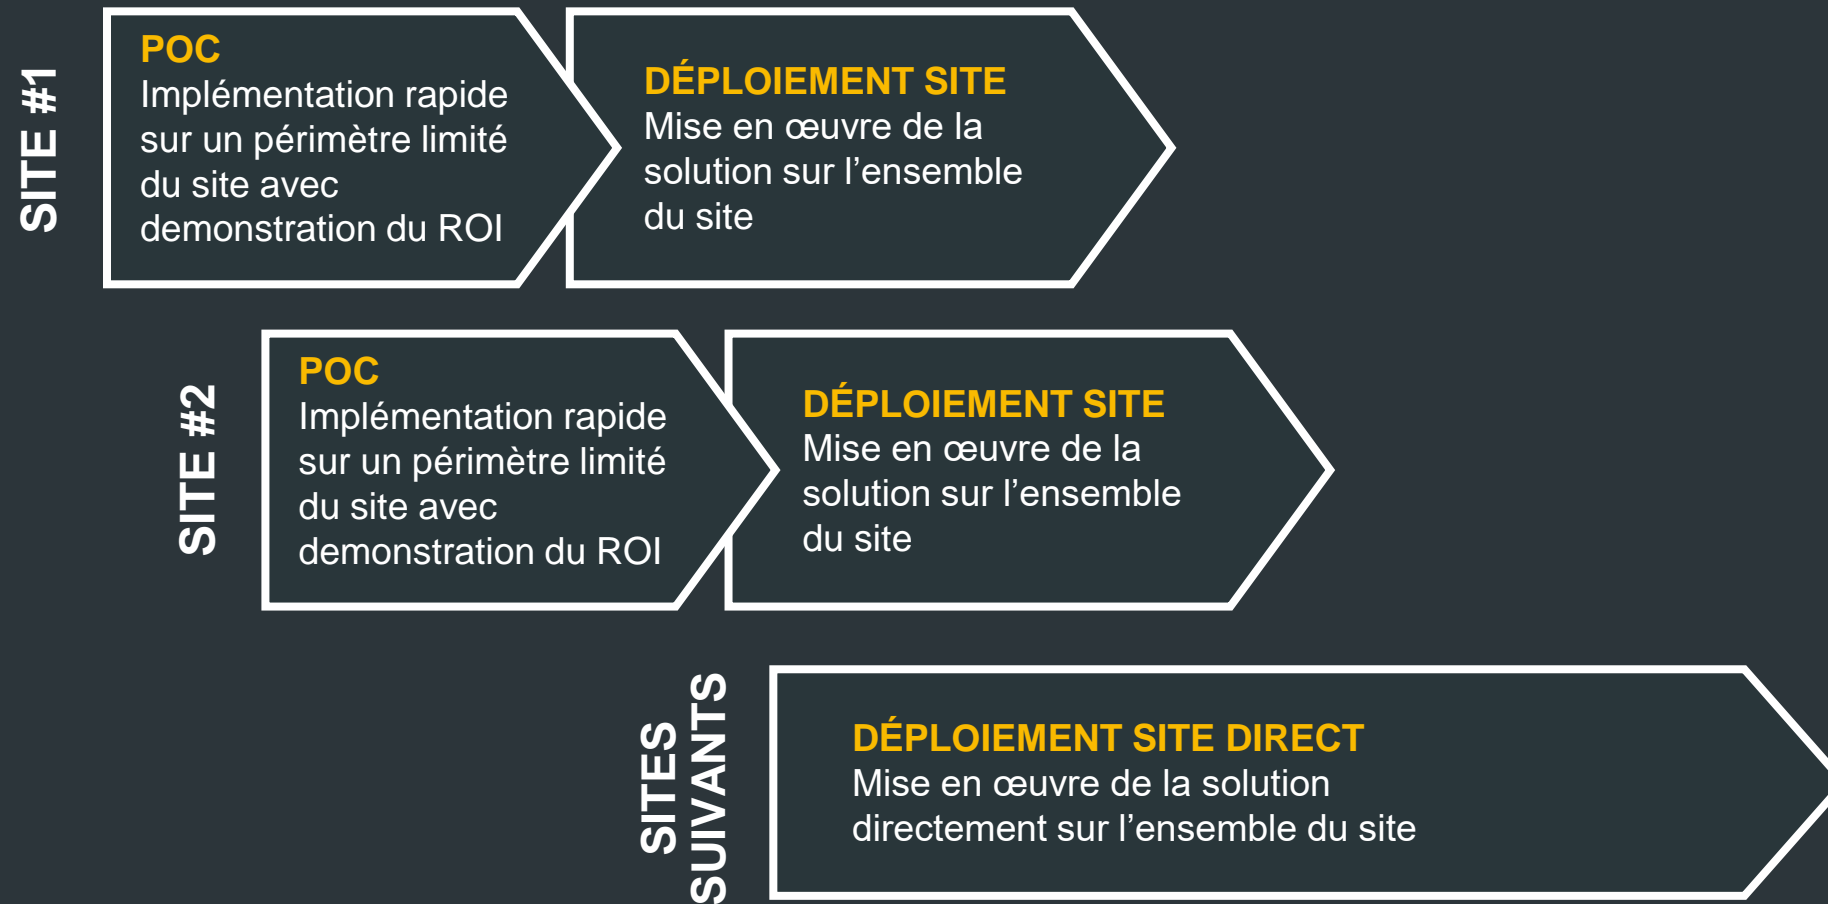 SITE #1
POC
Implémentation rapide
sur un périmètre limité
du site avec
demonstration du ROI
DÉPLOIEMENT SITE
Mise en œuvre de la
solution sur l’ensemble
du site
SITE #2
POC
Implémentation rapide
sur un périmètre limité
du site avec
demonstration du ROI
DÉPLOIEMENT SITE
Mise en œuvre de la
solution sur l’ensemble
du site
SITES
SUIVANTS
DÉPLOIEMENT SITE DIRECT
Mise en œuvre de la solution
directement sur l’ensemble du site